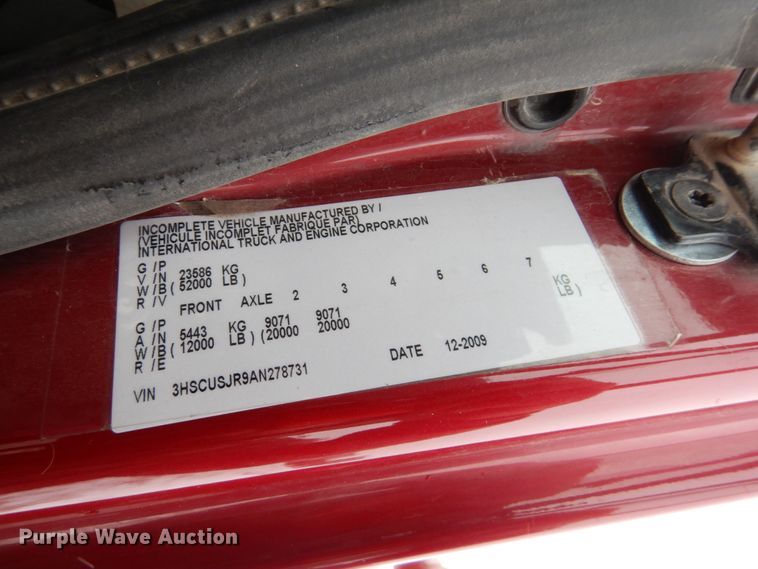 INCOMPLETE VEHICLE MANUFACTURED BY /
(VEHICULE INCOMPLET FABRIQUE PAR)
INTERNATIONAL TRUCK AND ENGINE CORPORATION
G /P
V /N 23586 KG
W/B ( 52000 LB )
R /V
FRONT AXLE 2 3 4 5 6 7
G /P
A /N 5443 KG 9071 9071 KG
W/B ( 12000 LB ) (20000 20000 LB )
R /E
DATE 12-2009
VIN 3HSCUSJR9AN278731
Purple Wave Auction